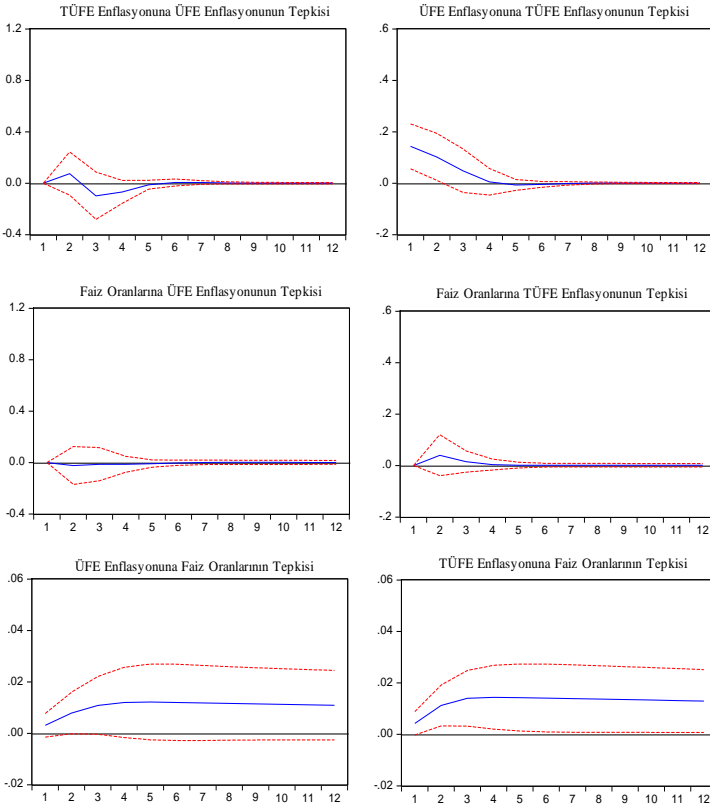 TÜFE Enflasyonuna ÜFE Enflasyonunun Tepkisi
1.2
0.8
0.4
0.0
-0.4
1 2 3 4 5 6 7 8 9 10 11 12
ÜFE Enflasyonuna TÜFE Enflasyonunun Tepkisi
.6
.4
.2
.0
-.2
1 2 3 4 5 6 7 8 9 10 11 12
Faiz Oranlarına ÜFE Enflasyonunun Tepkisi
1.2
0.8
0.4
0.0
-0.4
1 2 3 4 5 6 7 8 9 10 11 12
Faiz Oranlarına TÜFE Enflasyonunun Tepkisi
.6
.4
.2
.0
-.2
1 2 3 4 5 6 7 8 9 10 11 12
ÜFE Enflasyonuna Faiz Oranlarının Tepkisi
.06
.04
.02
.00
-.02
1 2 3 4 5 6 7 8 9 10 11 12
TÜFE Enflasyonuna Faiz Oranlarının Tepkisi
.06
.04
.02
.00
-.02
1 2 3 4 5 6 7 8 9 10 11 12